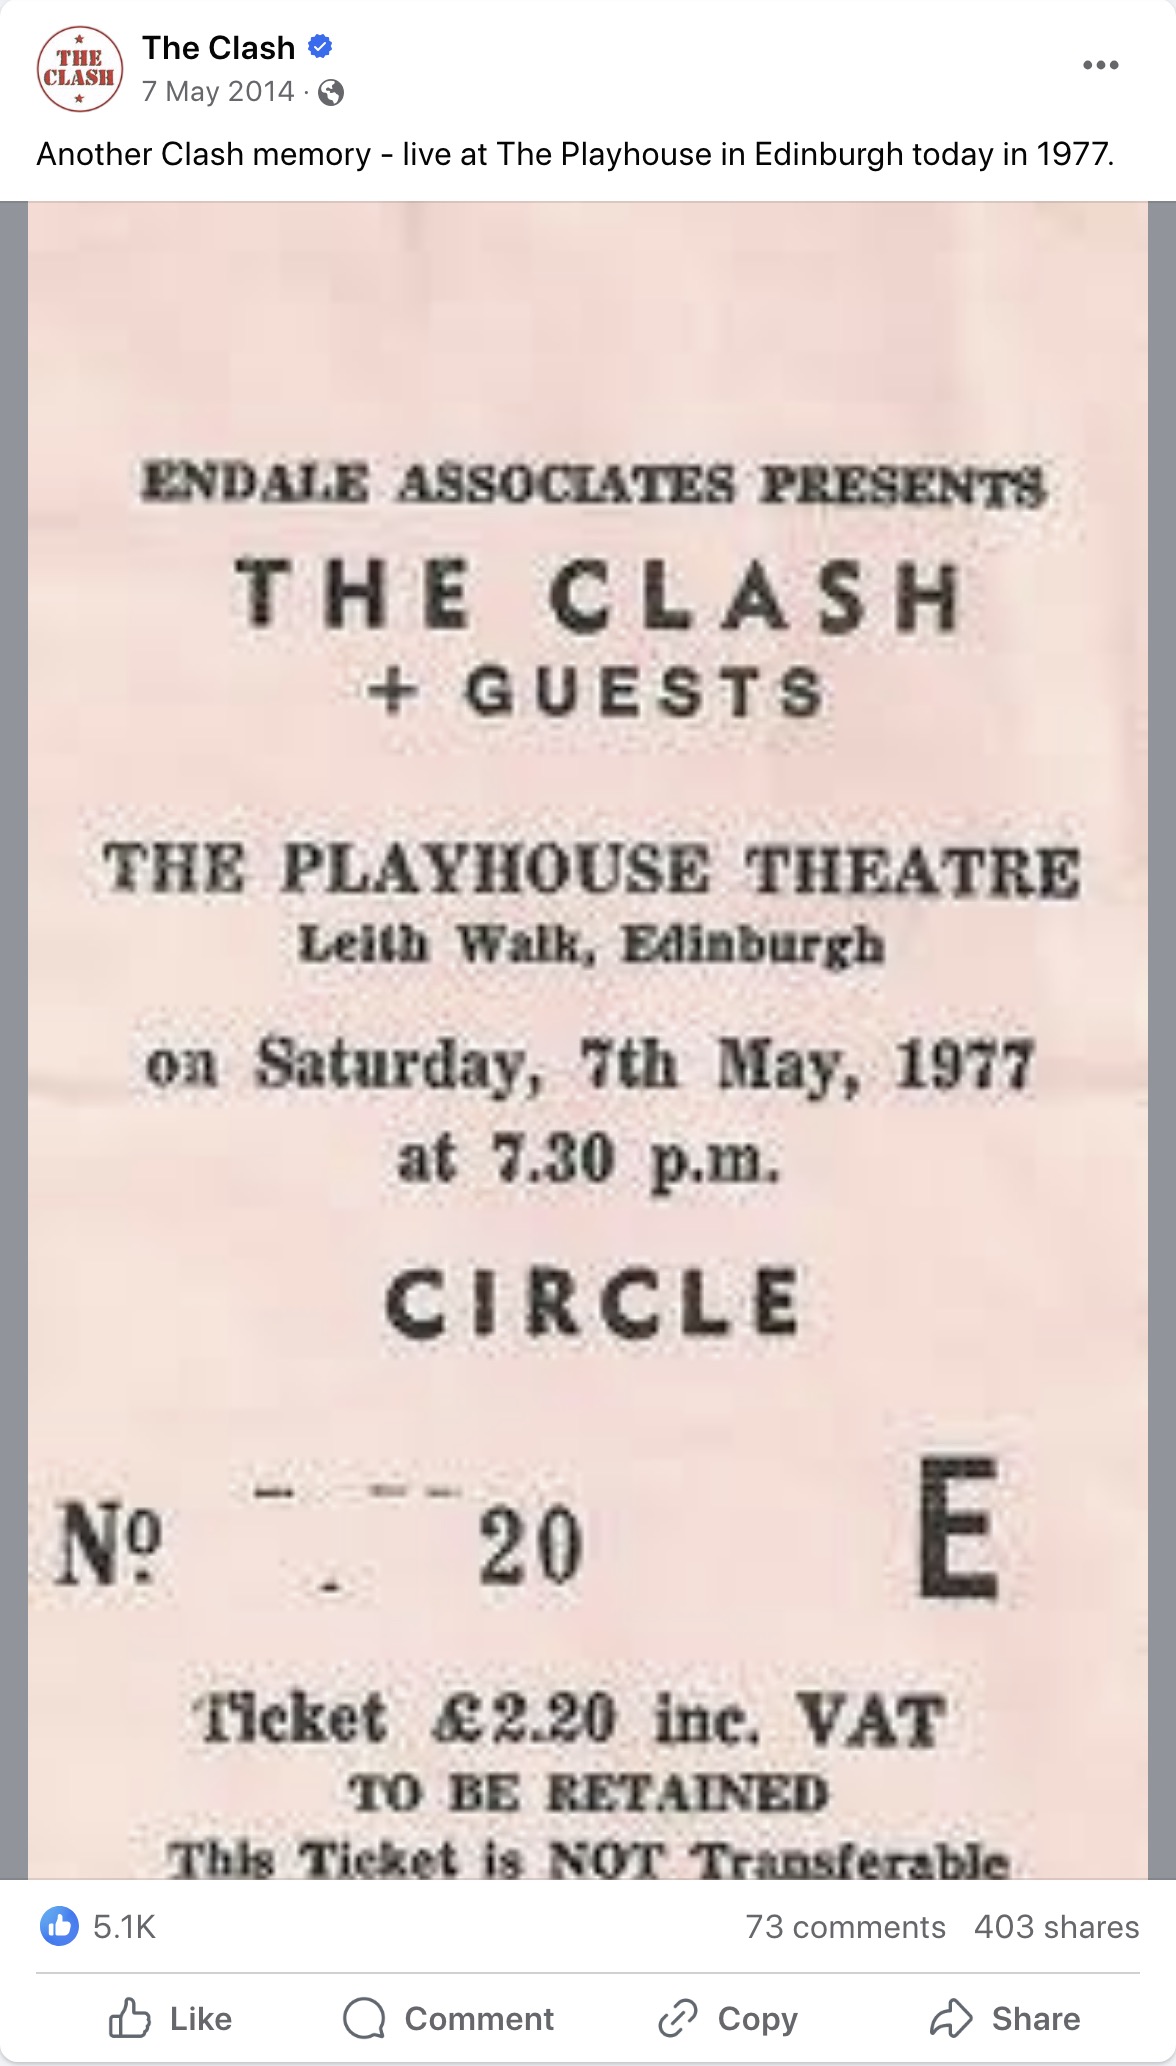 THE
CLASH
The Clash
7 May 2014 ·
Another Clash memory - live at The Playhouse in Edinburgh today in 1977.
ENDALE ASSOCIATES PRESENTS
THE CLASH
+ GUESTS
THE PLAYHOUSE THEATRE
Leith Walk, Edinburgh
on Saturday, 7th May, 1977
at 7.30 p.m.
CIRCLE
Nº 20 E
Ticket £2.20 inc. VAT
TO BE RETAINED
This Ticket is NOT Transferable
5.1K 73 comments 403 shares
Like Comment Copy Share